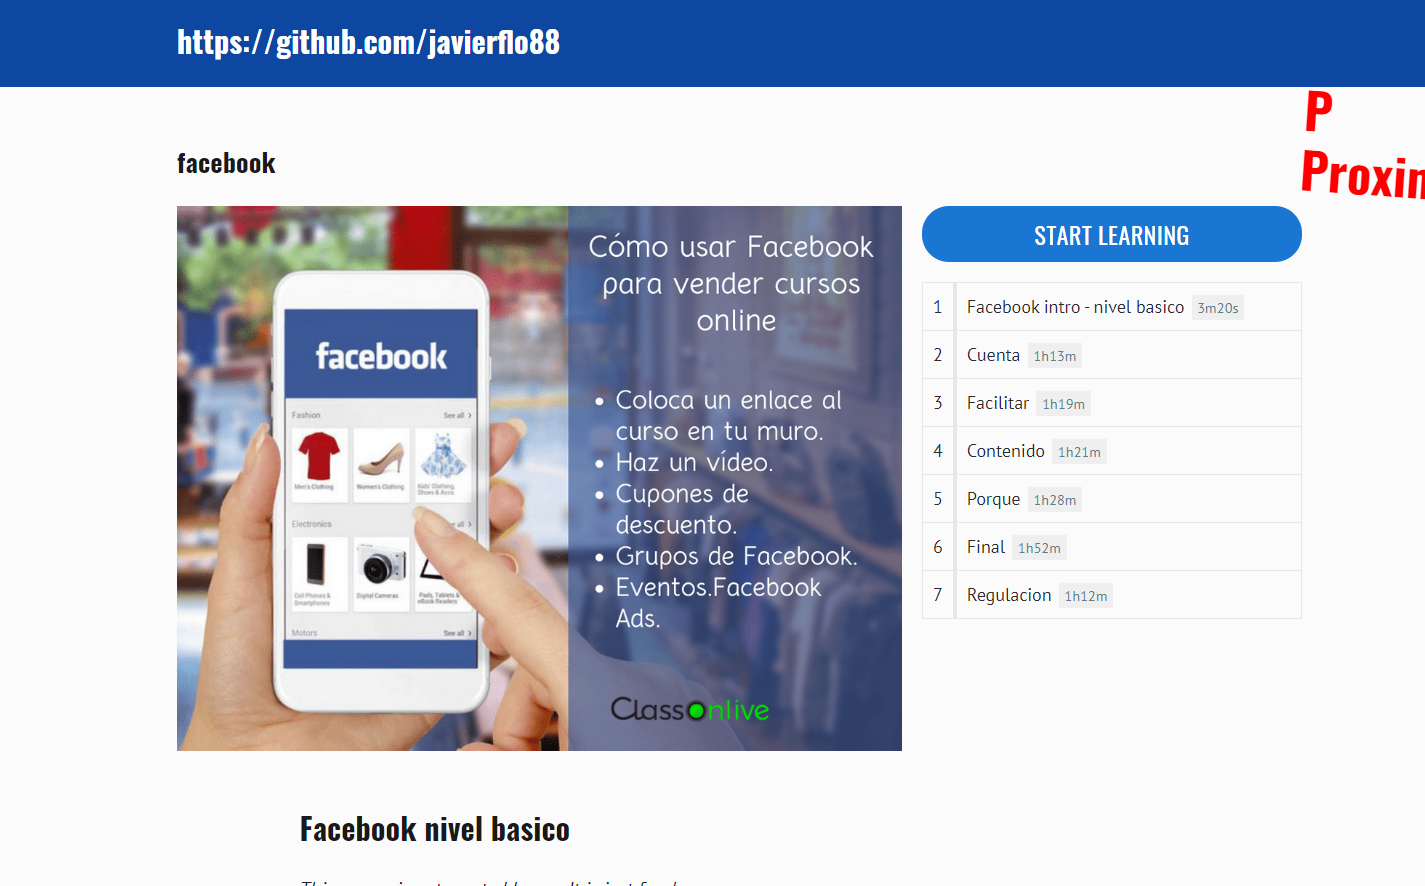 https://github.com/javierflo88
P
Proxin
facebook
Cómo usar Facebook
para vender cursos
online
• Coloca un enlace al
curso en tu muro.
• Haz un vídeo.
• Cupones de
descuento.
• Grupos de Facebook.
• Eventos.Facebook
Ads.
ClassOnlive
facebook
Fashion See all >
Men's Clothing Women's Clothing Kids' Clothing,
Shoes & Accs.
Electronics see all >
Cell Phones &
Smartphones
Digital Cameras
Pads, Tablets &
eBook Readers
Motors See all >
START LEARNING
1 Facebook intro - nivel basico 3m20s
2 Cuenta 1h13m
3 Facilitar 1h19m
4 Contenido 1h21m
5 Porque 1h28m
6 Final 1h52m
7 Regulacion 1h12m
Facebook nivel basico